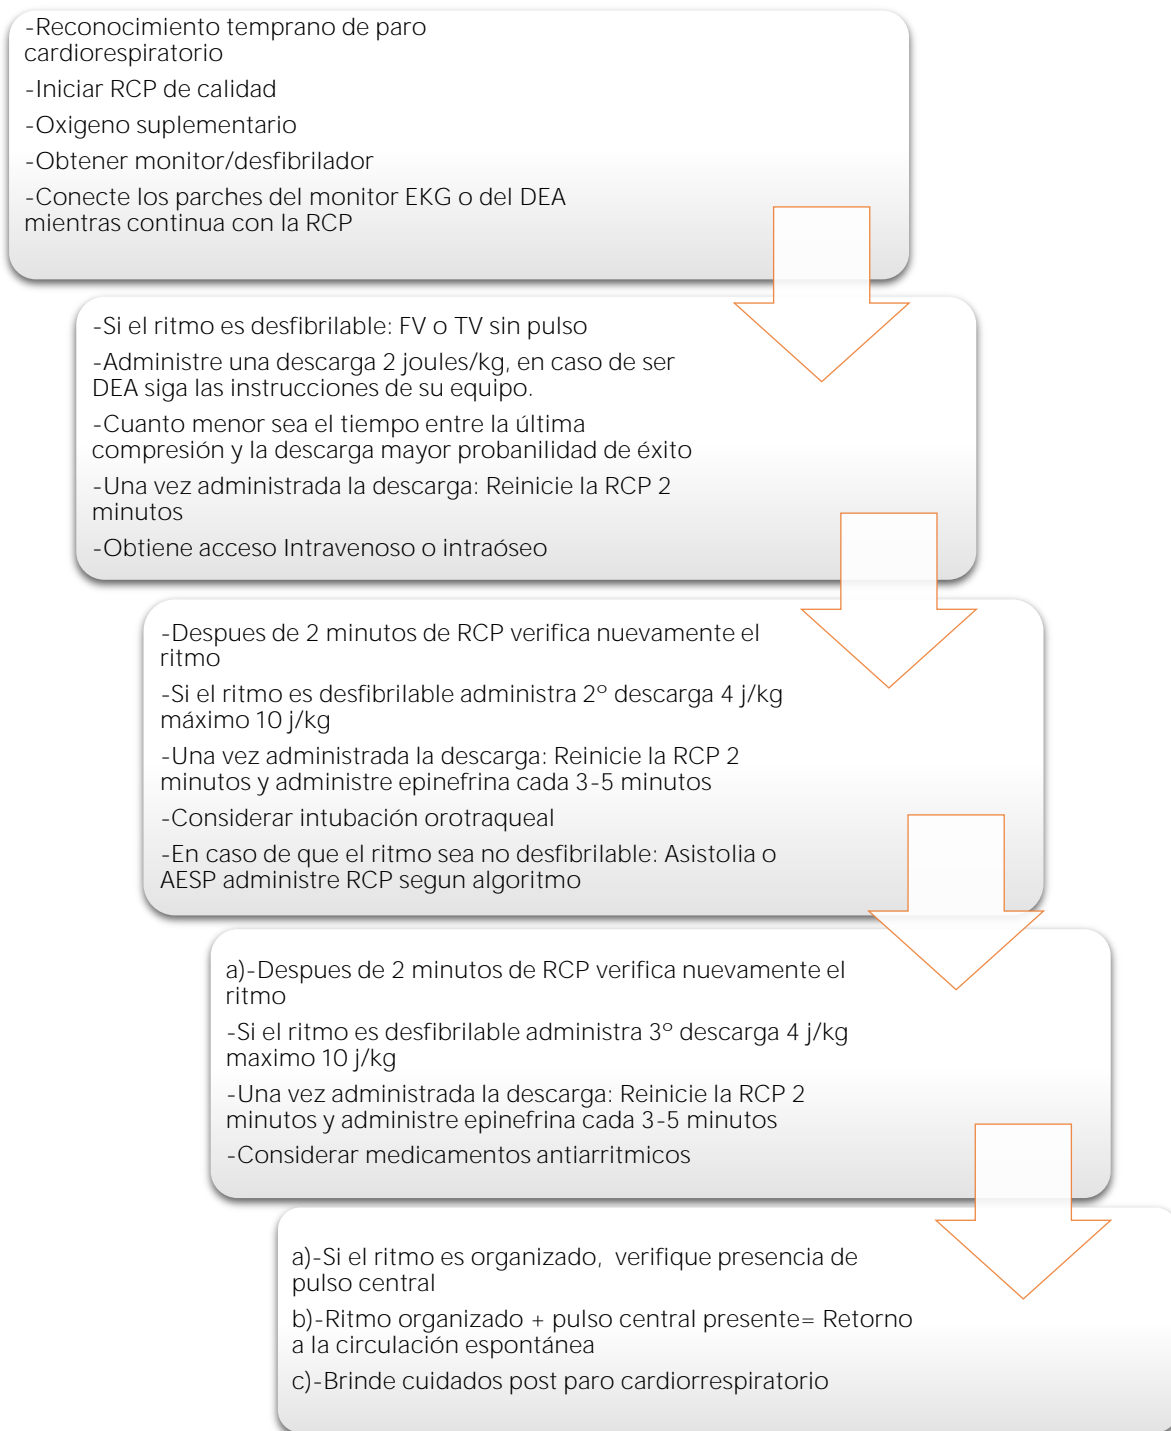 -Reconocimiento temprano de paro
cardiorespiratorio
-Iniciar RCP de calidad
-Oxigeno suplementario
-Obtener monitor/desfibrilador
-Conecte los parches del monitor EKG o del DEA
mientras continua con la RCP
-Si el ritmo es desfibrilable: FV o TV sin pulso
-Administre una descarga 2 joules/kg, en caso de ser
DEA siga las instrucciones de su equipo.
-Cuanto menor sea el tiempo entre la última
compresión y la descarga mayor probanilidad de éxito
-Una vez administrada la descarga: Reinicie la RCP 2
minutos
-Obtiene acceso Intravenoso o intraóseo
-Despues de 2 minutos de RCP verifica nuevamente el
ritmo
-Si el ritmo es desfibrilable administra 2º descarga 4 j/kg
máximo 10 j/kg
-Una vez administrada la descarga: Reinicie la RCP 2
minutos y administre epinefrina cada 3-5 minutos
-Considerar intubación orotraqueal
-En caso de que el ritmo sea no desfibrilable: Asistolia o
AESP administre RCP segun algoritmo
a)-Despues de 2 minutos de RCP verifica nuevamente el
ritmo
-Si el ritmo es desfibrilable administra 3º descarga 4 j/kg
maximo 10 j/kg
-Una vez administrada la descarga: Reinicie la RCP 2
minutos y administre epinefrina cada 3-5 minutos
-Considerar medicamentos antiarritmicos
a)-Si el ritmo es organizado, verifique presencia de
pulso central
b)-Ritmo organizado + pulso central presente= Retorno
a la circulación espontánea
c)-Brinde cuidados post paro cardiorrespiratorio